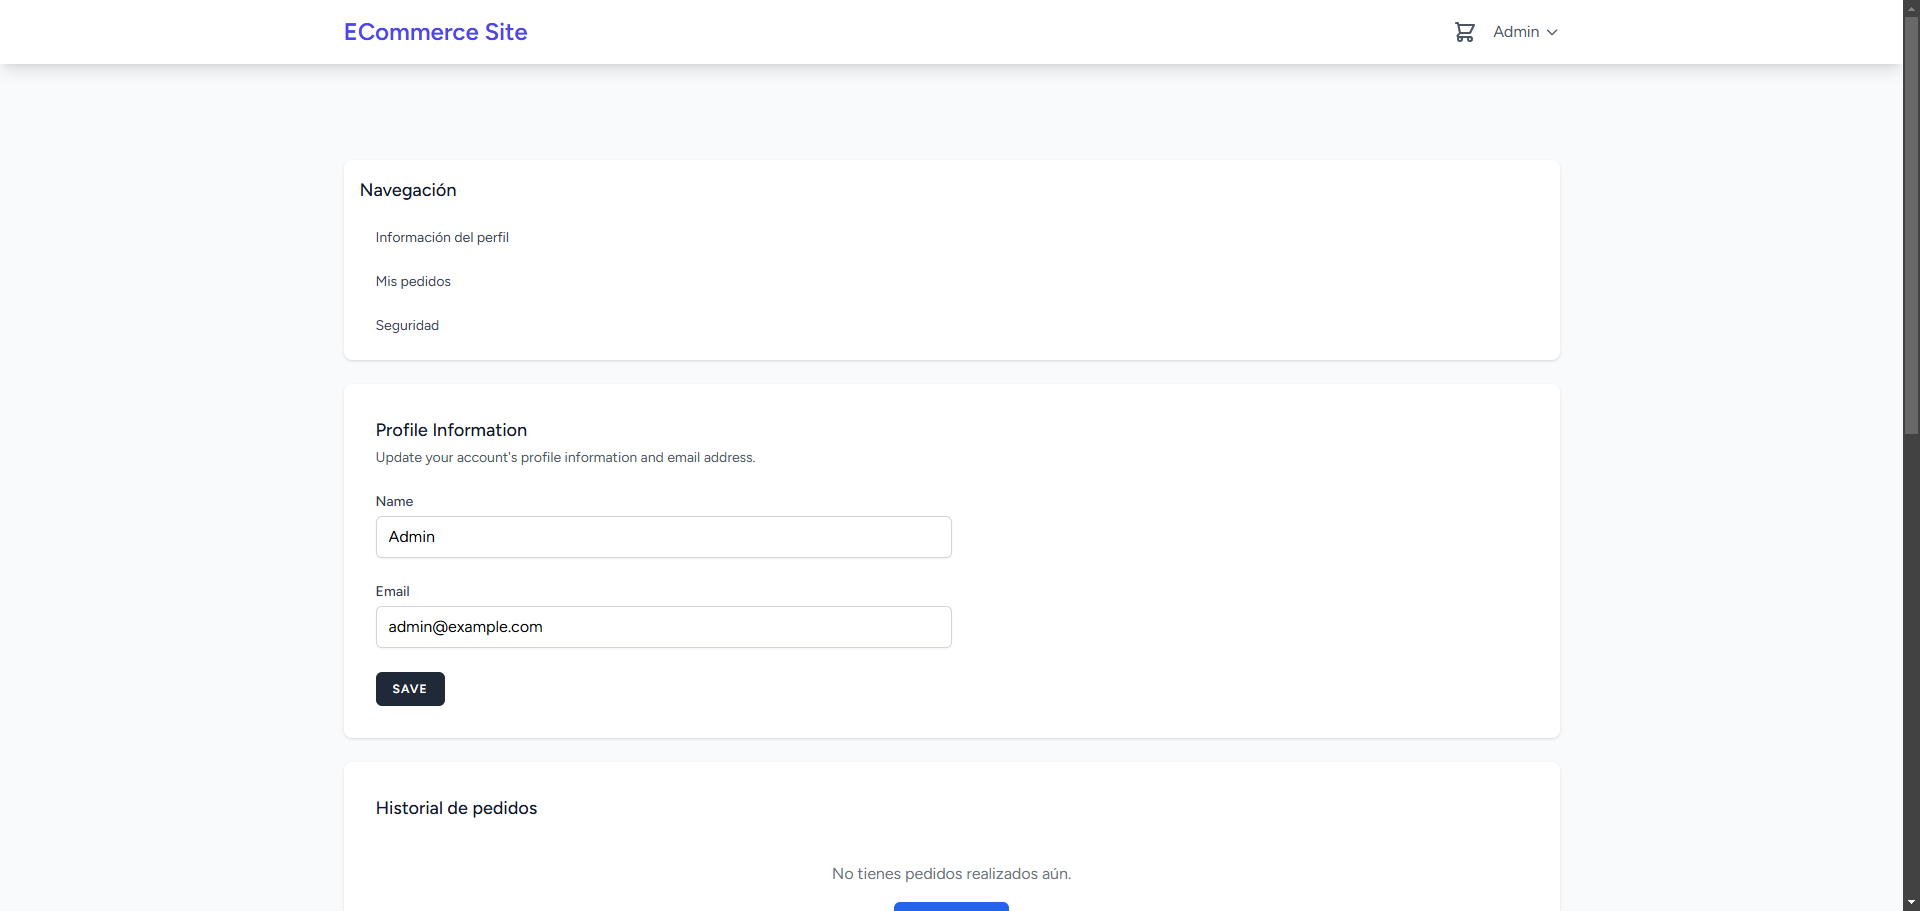 ECommerce Site
Admin
Navegación
Información del perfil
Mis pedidos
Seguridad
Profile Information
Update your account's profile information and email address.
Name
Admin
Email
admin@example.com
SAVE
Historial de pedidos
No tienes pedidos realizados aún.